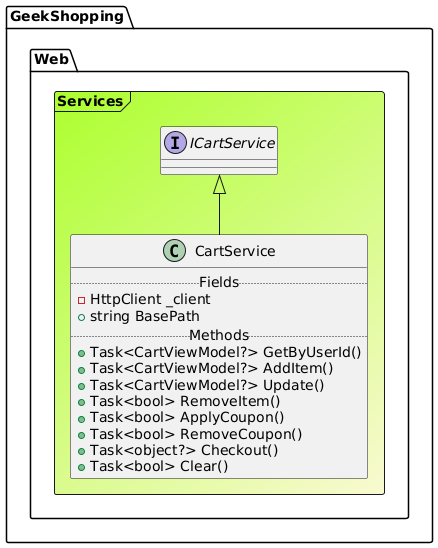 GeekShopping
Web
Services
I ICartService
C CartService
Fields
HttpClient _client
string BasePath
Methods
Task<CartViewModel?> GetByUserId()
Task<CartViewModel?> AddItem()
Task<CartViewModel?> Update()
Task<bool> RemoveItem()
Task<bool> ApplyCoupon()
Task<bool> RemoveCoupon()
Task<object?> Checkout()
Task<bool> Clear()